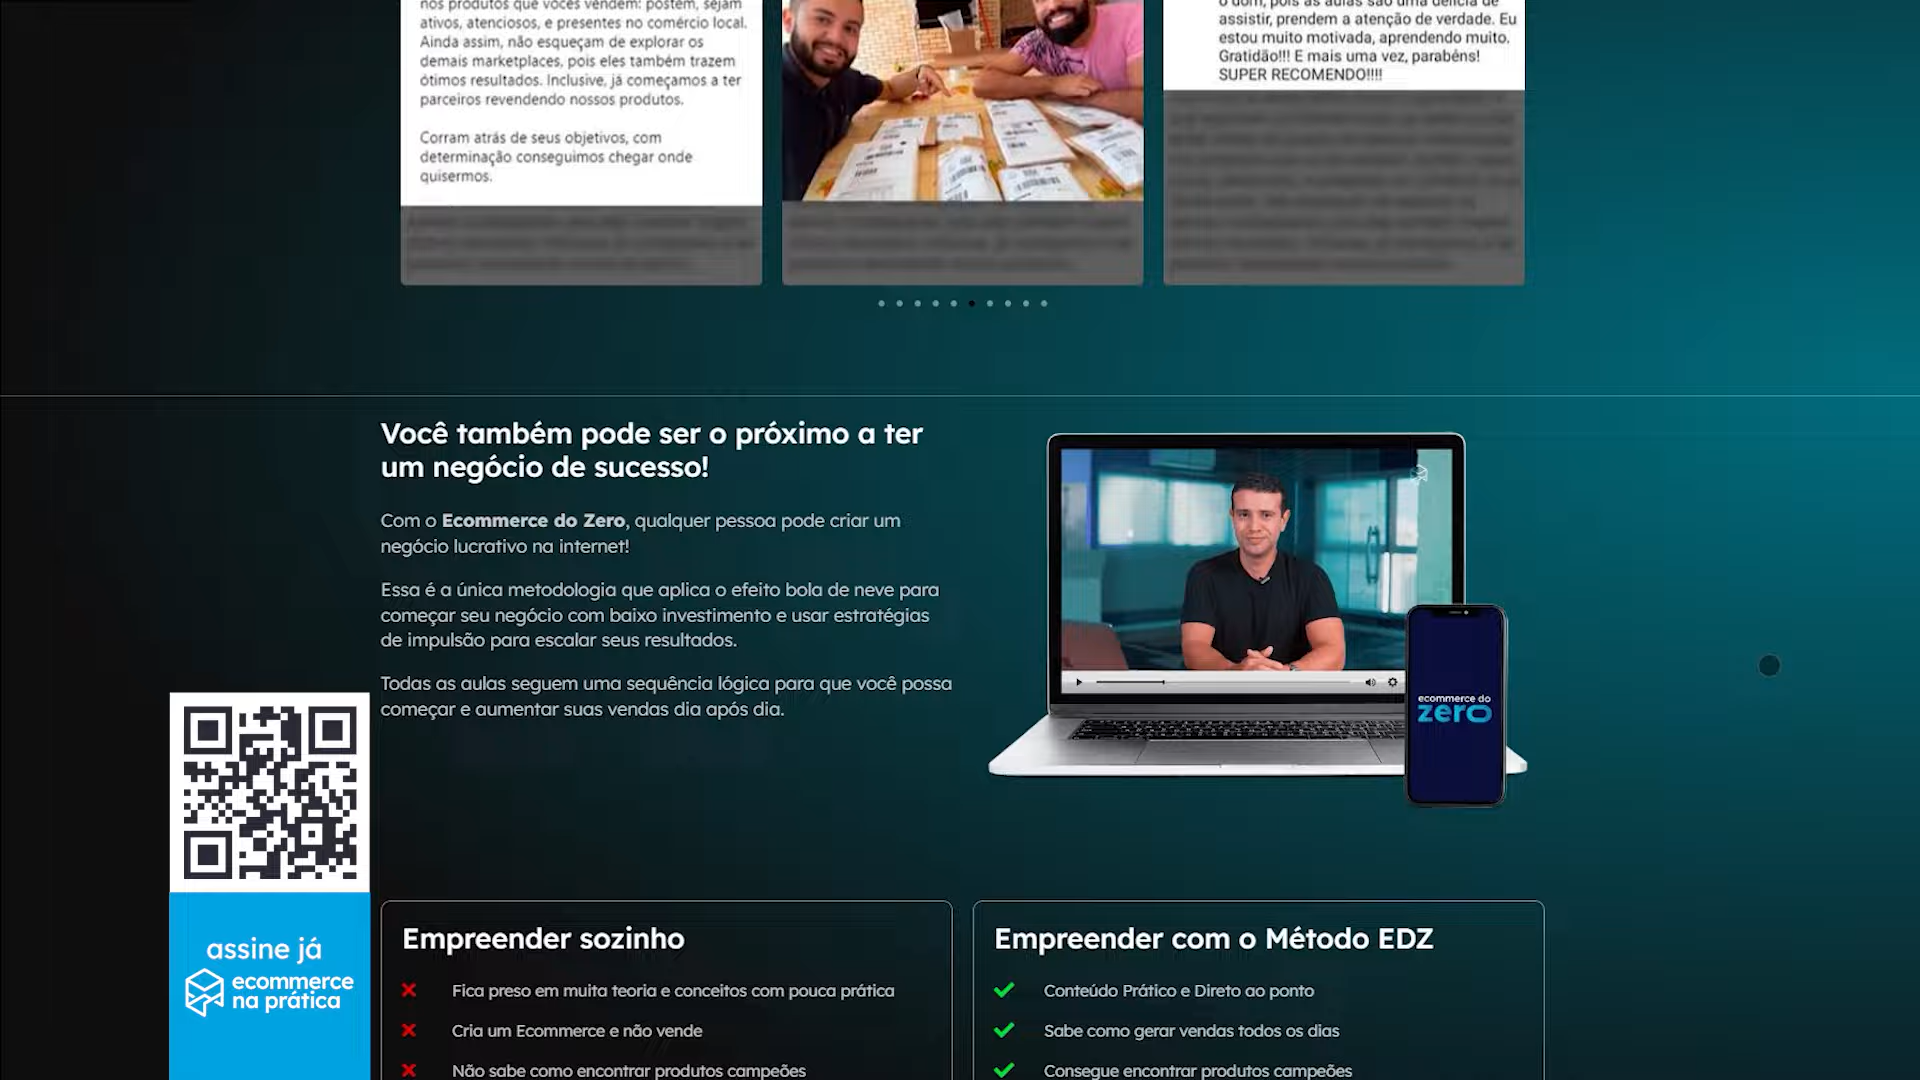 nos produtos que vocês vendem: postem, sejam
ativos, atenciosos, e presentes no comércio local.
Ainda assim, não esqueçam de explorar os
demais marketplaces, pois eles também trazem
ótimos resultados. Inclusive, já começamos a ter
parceiros revendendo nossos produtos.
Corram atrás de seus objetivos, com
determinação conseguimos chegar onde
quisermos.
o dom, pois as aulas são uma delícia de
assistir, prendem a atenção de verdade. Eu
estou muito motivada, aprendendo muito.
Gratidão!!! E mais uma vez, parabéns!
SUPER RECOMENDO!!!!
Você também pode ser o próximo a ter
um negócio de sucesso!
Com o Ecommerce do Zero, qualquer pessoa pode criar um
negócio lucrativo na internet!
Essa é a única metodologia que aplica o efeito bola de neve para
começar seu negócio com baixo investimento e usar estratégias
de impulsão para escalar seus resultados.
Todas as aulas seguem uma sequência lógica para que você possa
começar e aumentar suas vendas dia após dia.
ecommerce do
zero
assine já
ecommerce
na prática
Empreender sozinho
Fica preso em muita teoria e conceitos com pouca prática
Cria um Ecommerce e não vende
Não sabe como encontrar produtos campeões
Empreender com o Método EDZ
Conteúdo Prático e Direto ao ponto
Sabe como gerar vendas todos os dias
Consegue encontrar produtos campeões